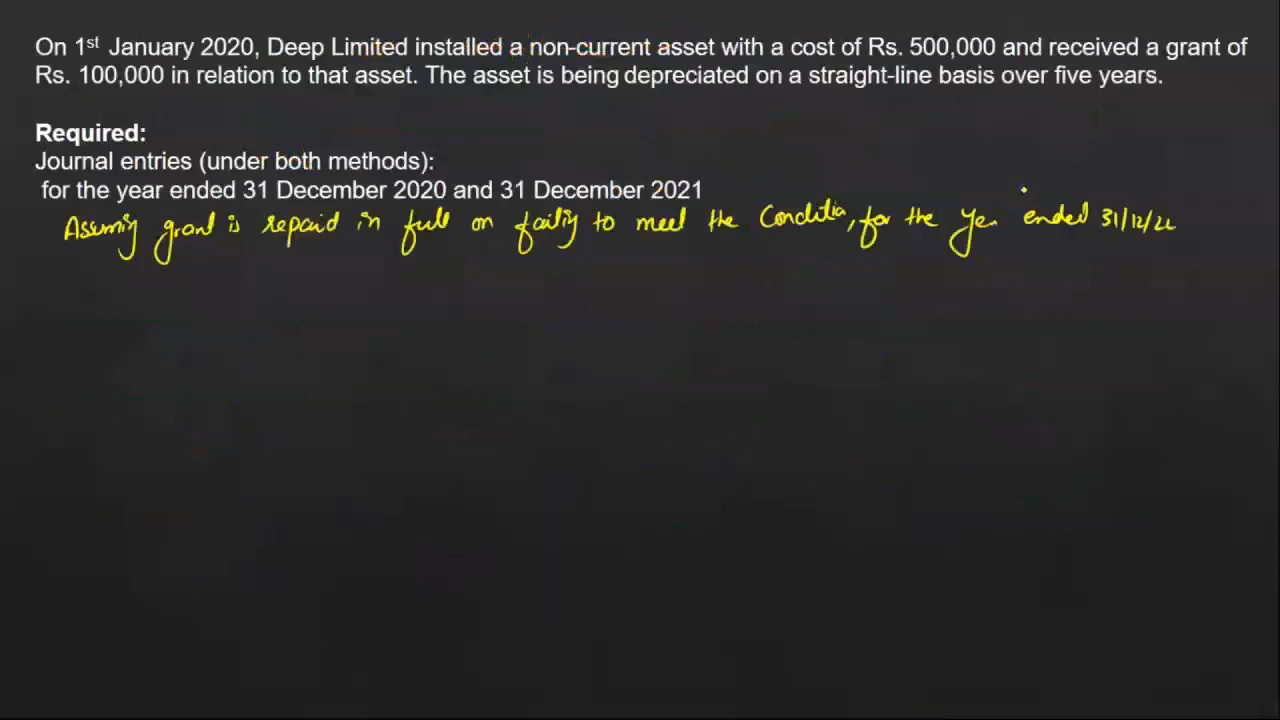 On 1st January 2020, Deep Limited installed a non-current asset with a cost of Rs. 500,000 and received a grant of
Rs. 100,000 in relation to that asset. The asset is being depreciated on a straight-line basis over five years.
Required:
Journal entries (under both methods):
for the year ended 31 December 2020 and 31 December 2021
Assuming grant is repaid in full on failing to meet the Condition, for the Year ended 31/12/22